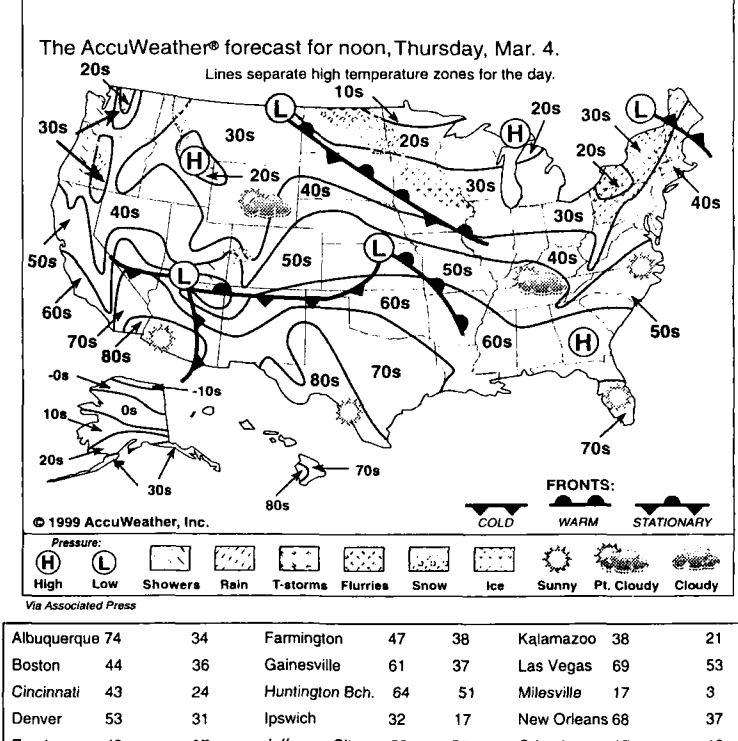 The AccuWeather® forecast for noon, Thursday, Mar. 4.
Lines separate high temperature zones for the day.
20s
10s
L
L
20s
30s
H
20s
30s
30s
20s
H
20s
30s
20s
40s
30s
40s
40s
30s
50s
L
L
50s
50s
40s
60s
60s
50s
70s
80s
60s
H
80s
70s
-0s
-10s
10s
0s
20s
30s
70s
80s
70s
FRONTS:
© 1999 AccuWeather, Inc.
COLD WARM STATIONARY
Pressure:
H L
High Low Showers Rain T-storms Flurries Snow Ice Sunny Pt. Cloudy Cloudy
Via Associated Press
Albuquerque 74 34 Farmington 47 38 Kalamazoo 38 21
Boston 44 36 Gainesville 61 37 Las Vegas 69 53
Cincinnati 43 24 Huntington Bch. 64 51 Milesville 17 3
Denver 53 31 Ipswich 32 17 New Orleans 68 37